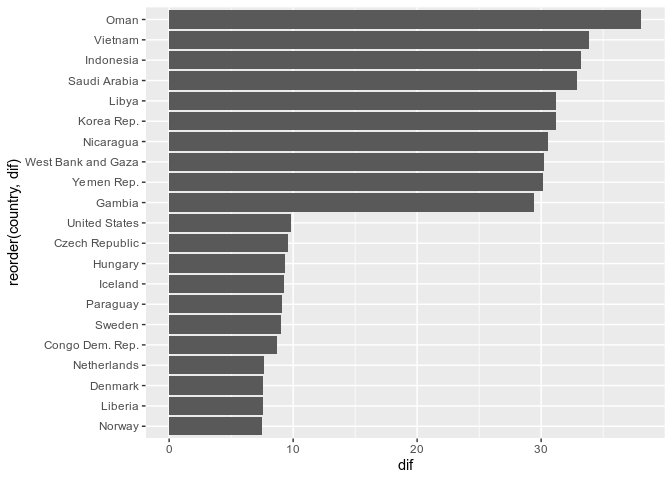 Oman
Vietnam
Indonesia
Saudi Arabia
Libya
Korea Rep.
Nicaragua
West Bank and Gaza
Yemen Rep.
Gambia
United States
Czech Republic
Hungary
Iceland
Paraguay
Sweden
Congo Dem. Rep.
Netherlands
Denmark
Liberia
Norway
reorder(country, dif)
0 10 20 30
dif